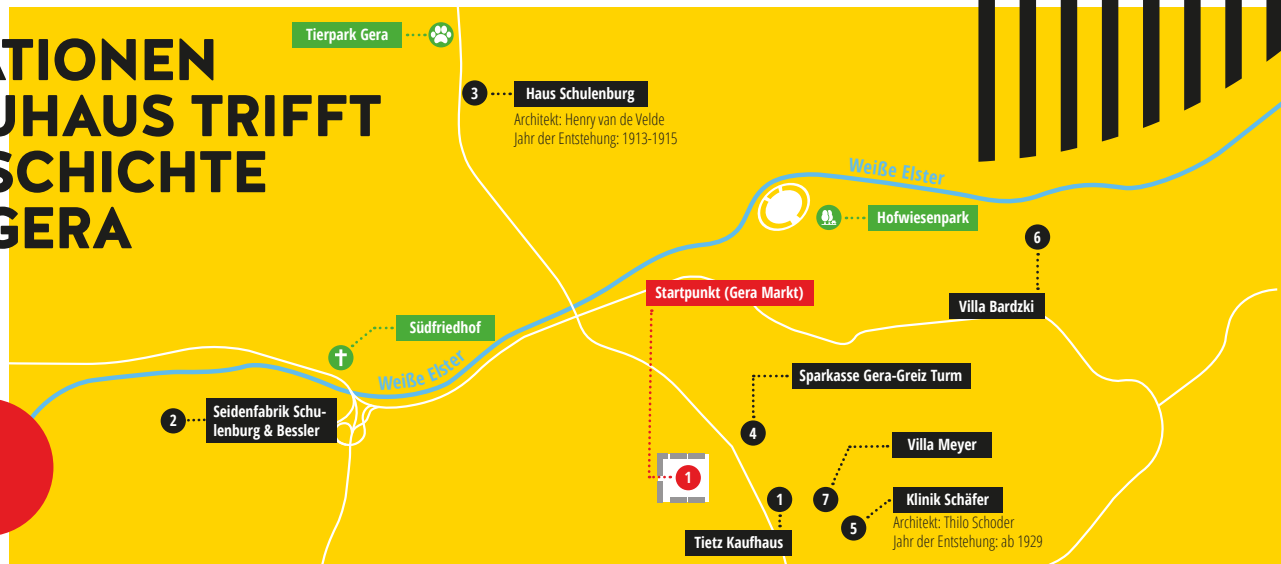 ATIONEN
UHAUS TRIFFT
SCHICHTE
GERA
Tierpark Gera
3
Haus Schulenburg
Architekt: Henry van de Velde
Jahr der Entstehung: 1913-1915
Weiße Elster
Hofwiesenpark
6
Villa Bardzki
Startpunkt (Gera Markt)
Südfriedhof
Weiße Elster
2
Seidenfabrik Schu-
lenburg & Bessler
Sparkasse Gera-Greiz Turm
4
Villa Meyer
1
1
7
Klinik Schäfer
5
Architekt: Thilo Schoder
Jahr der Entstehung: ab 1929
Tietz Kaufhaus